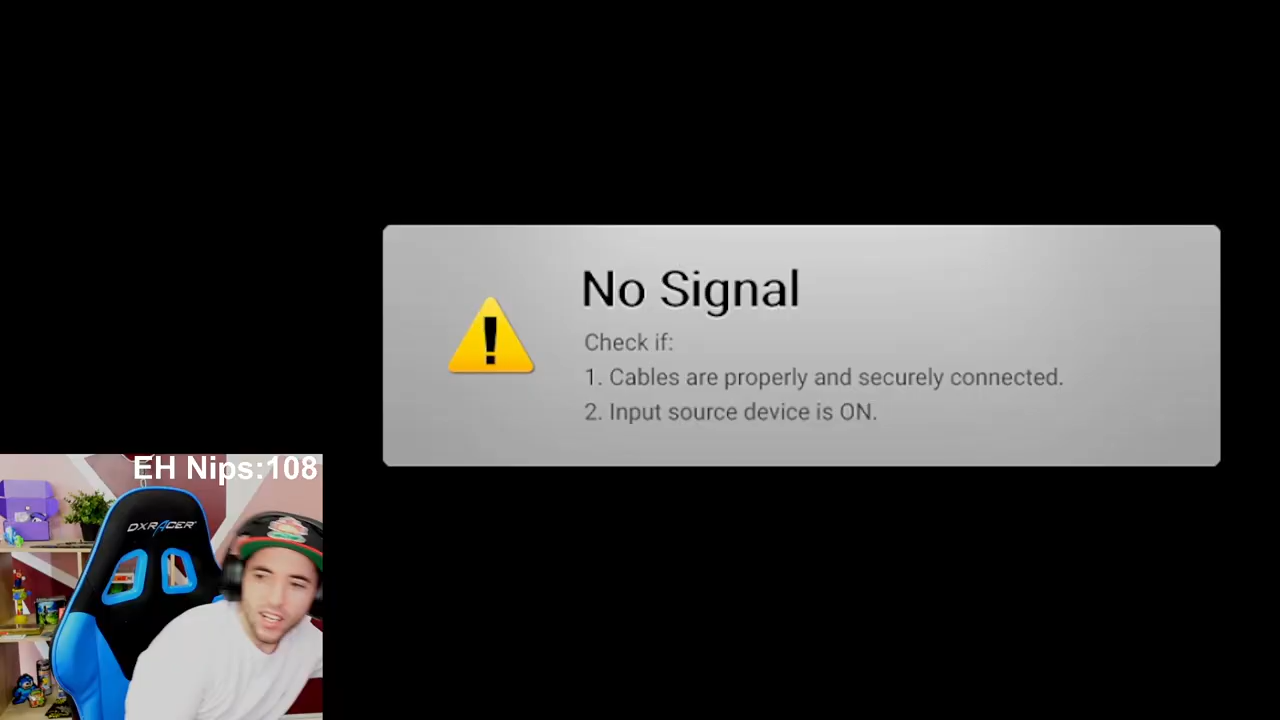 No Signal
Check if:
1. Cables are properly and securely connected.
2. Input source device is ON.
EH Nips:108
DXRACER